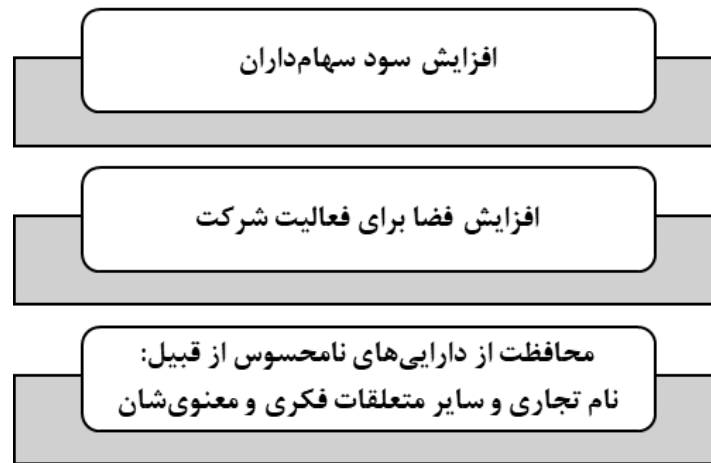 افزایش سود سهام‌داران
افزایش فضا برای فعالیت شرکت
محافظت از دارایی‌های نامحسوس از قبیل:
نام تجاری و سایر متعلقات فکری و معنوی‌شان